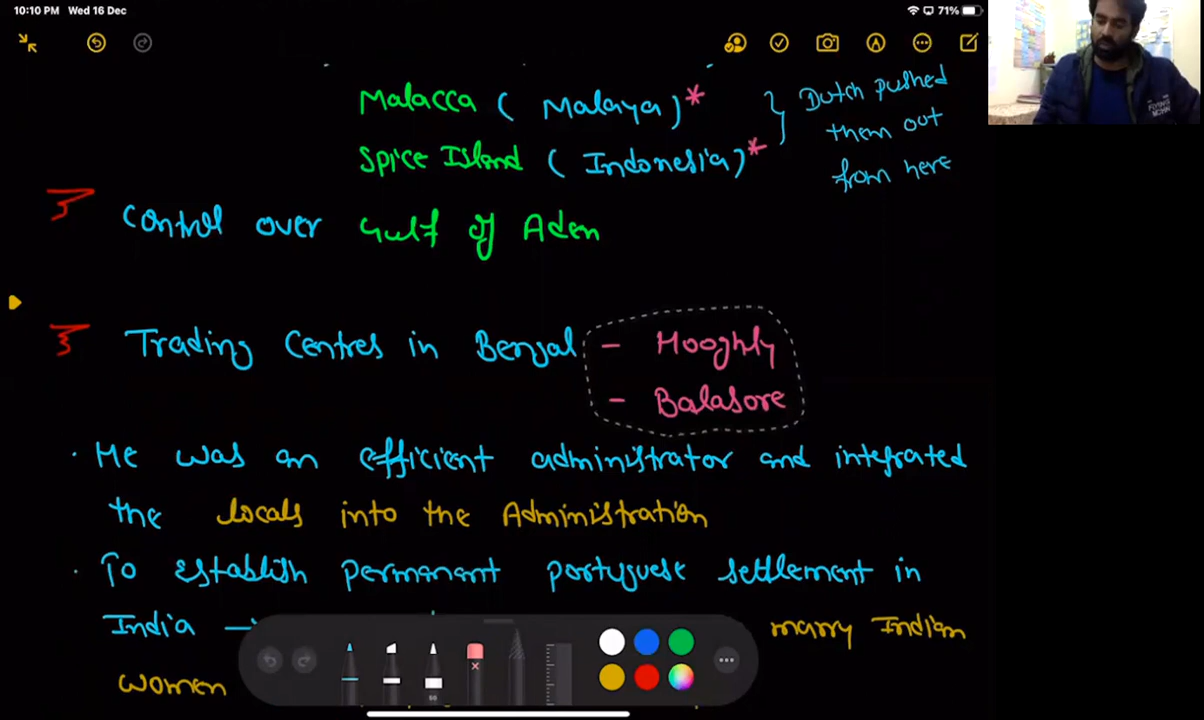 10:10 PM Wed 16 Dec
71%
Malacca ( Malaya )*
Spice Island ( Indonesia )*
} Dutch pushed
them out
from here
Control over Gulf of Aden
Trading Centres in Bengal - Hooghly
- Balasore
· He was an efficient administrator and integrated
the locals into the Administration
· To establish permanant portuguese settlement in
India
marry Indian
women